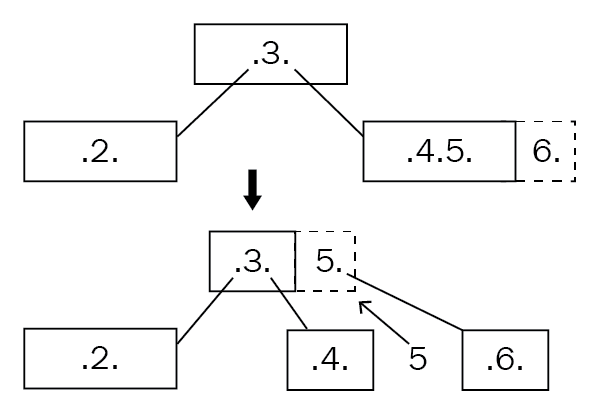 .3.
.2. .4.5. 6.
.3. 5.
.2. .4. 5 .6.